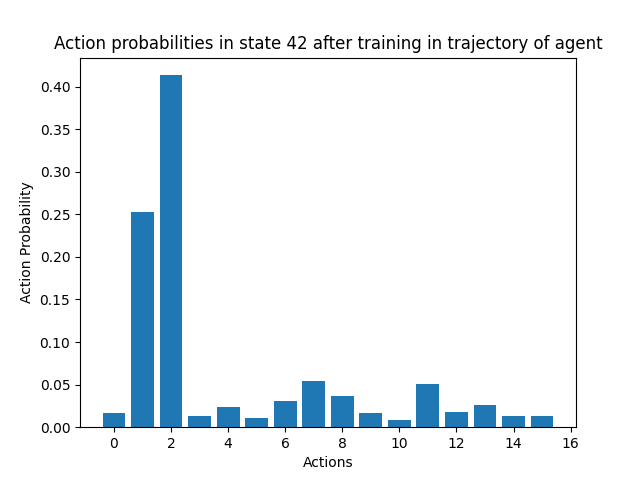 Action probabilities in state 42 after training in trajectory of agent
0.40
0.35
0.30
0.25
0.20
0.15
0.10
0.05
0.00
Action Probability
0 2 4 6 8 10 12 14 16
Actions